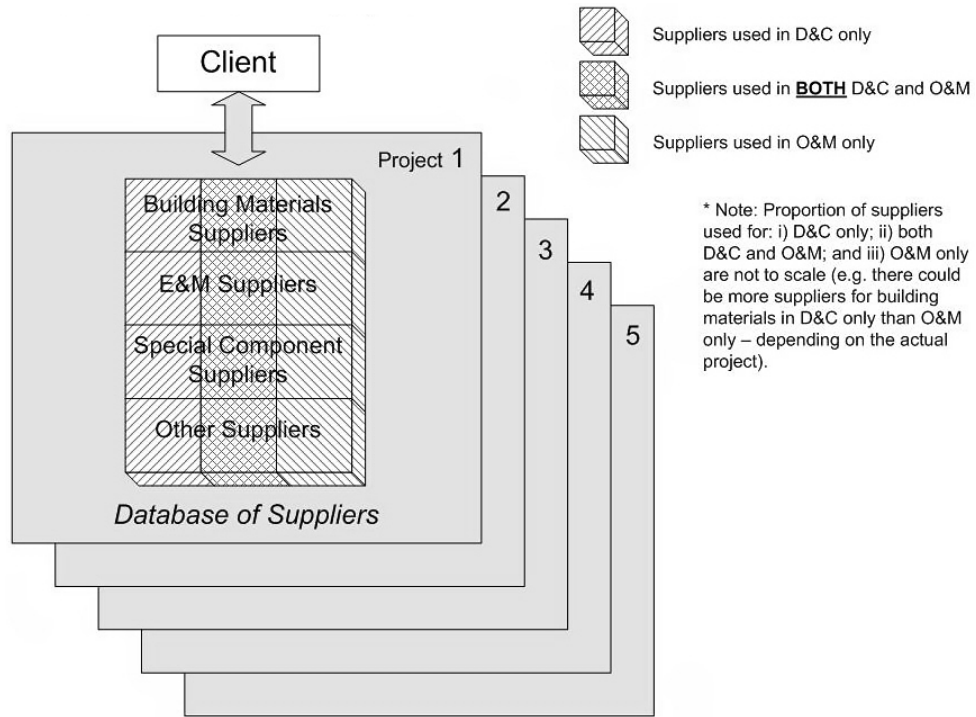 Client
Project 1
2
3
4
5
Building Materials
Suppliers
E&M Suppliers
Special Component
Suppliers
Other Suppliers
Database of Suppliers
Suppliers used in D&C only
Suppliers used in BOTH D&C and O&M
Suppliers used in O&M only
* Note: Proportion of suppliers
used for: i) D&C only; ii) both
D&C and O&M; and iii) O&M only
are not to scale (e.g. there could
be more suppliers for building
materials in D&C only than O&M
only – depending on the actual
project).